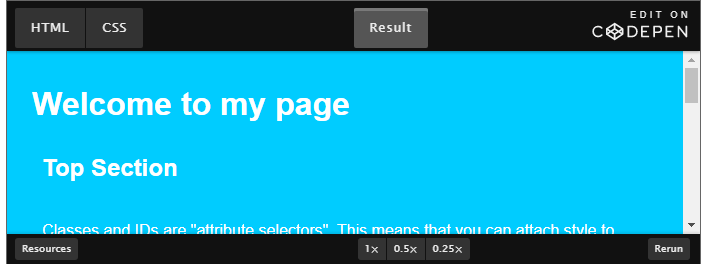 HTML CSS Result EDIT ON
CODEPEN
Welcome to my page
Top Section
Classes and IDs are "attribute selectors". This means that you can attach style to
Resources 1× 0.5× 0.25× Rerun